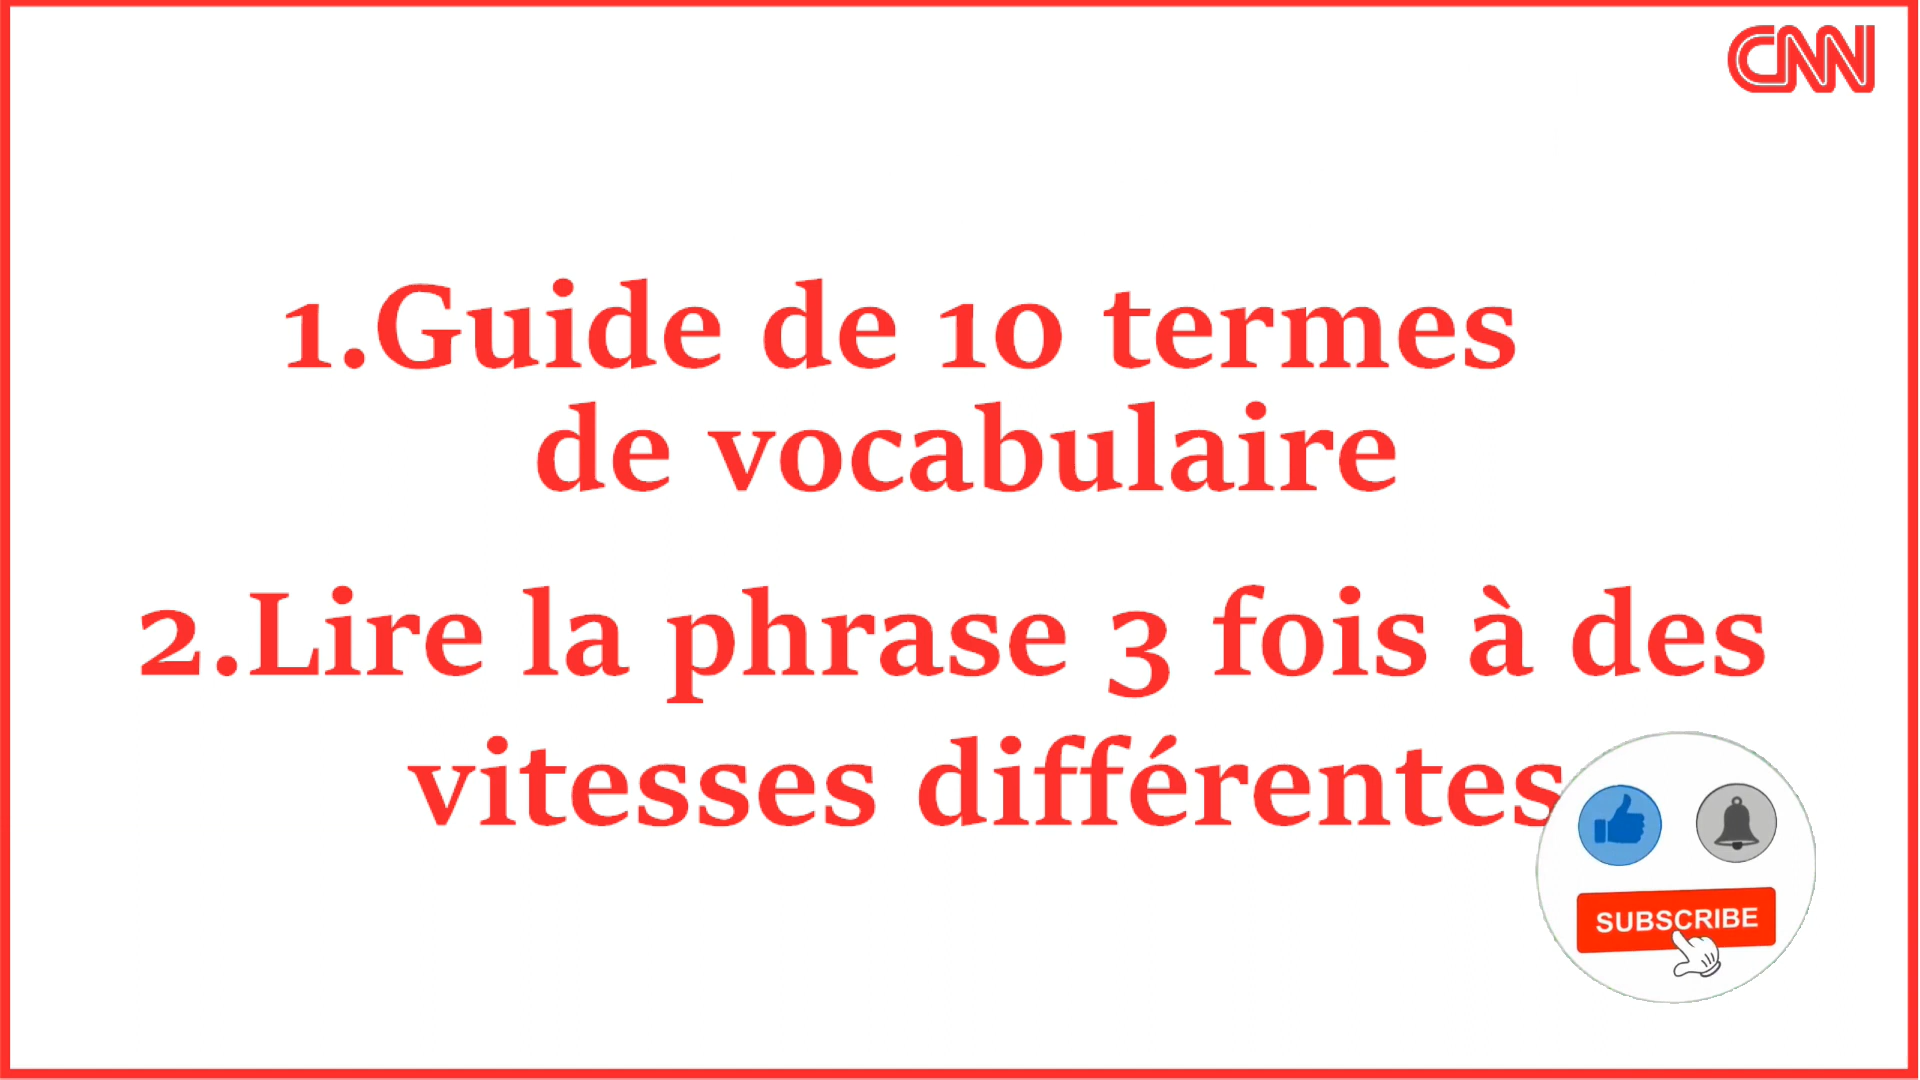 CNN
1.Guide de 10 termes
de vocabulaire
2.Lire la phrase 3 fois à des
vitesses différentes
SUBSCRIBE